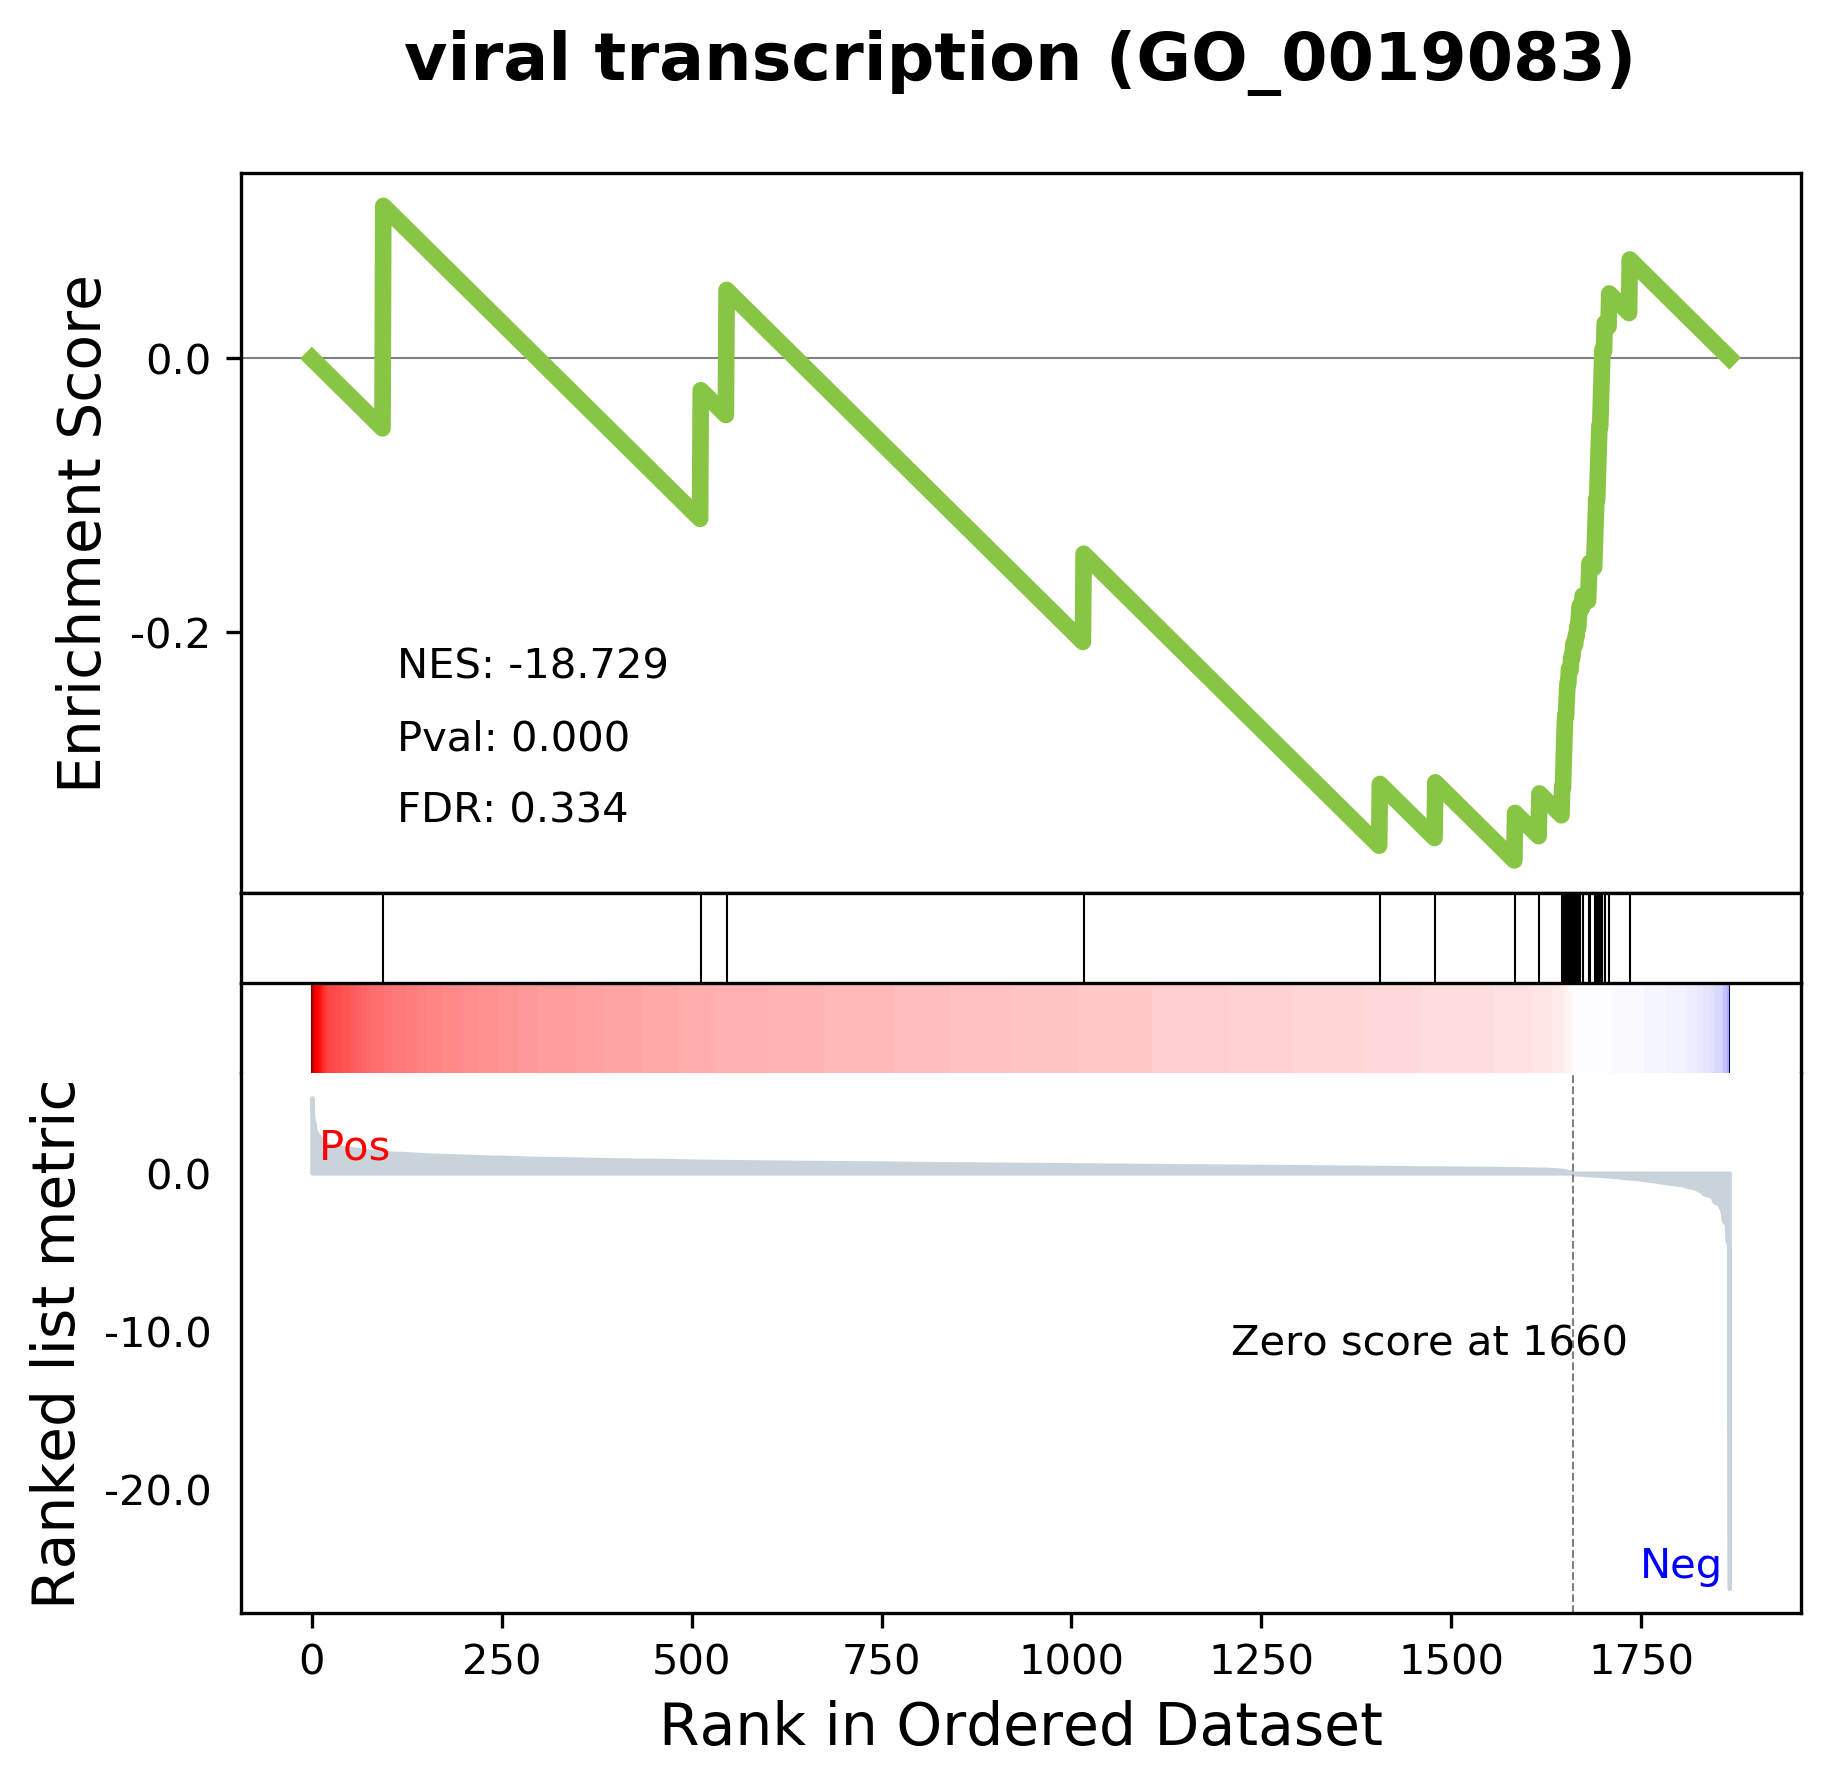 viral transcription (GO_0019083)
Enrichment Score
0.0
-0.2
NES: -18.729
Pval: 0.000
FDR: 0.334
Ranked list metric
0.0
-10.0
-20.0
Pos
Zero score at 1660
Neg
0 250 500 750 1000 1250 1500 1750
Rank in Ordered Dataset